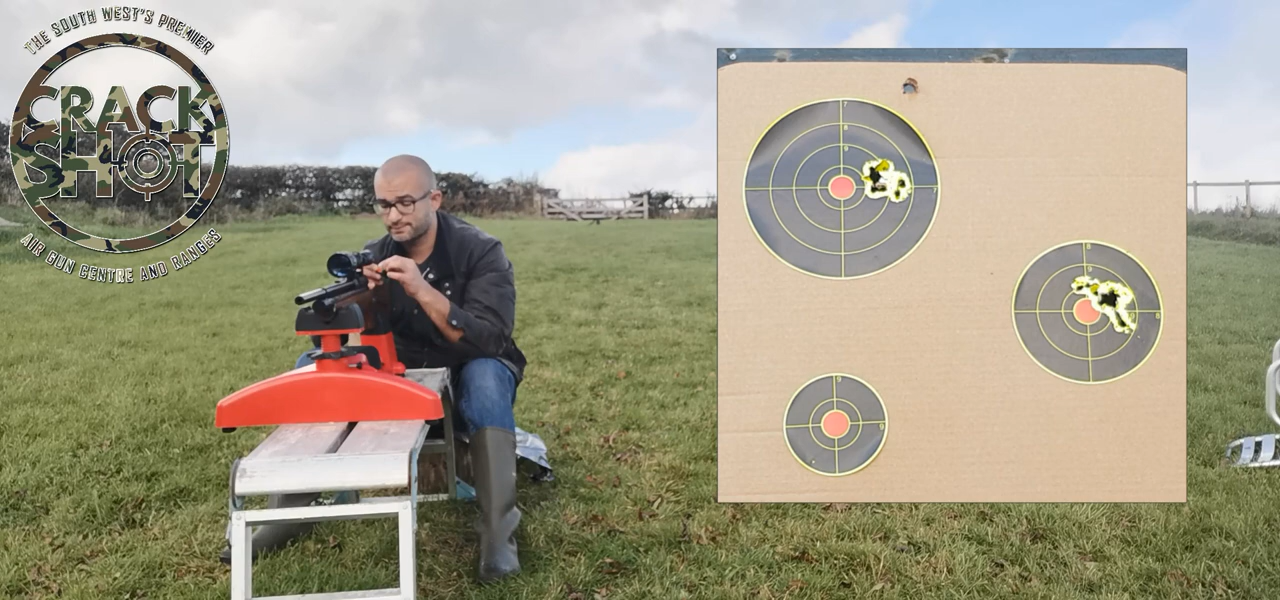 THE SOUTH WEST'S PREMIER
CRACK
SHOT
AIR GUN CENTRE AND RANGES